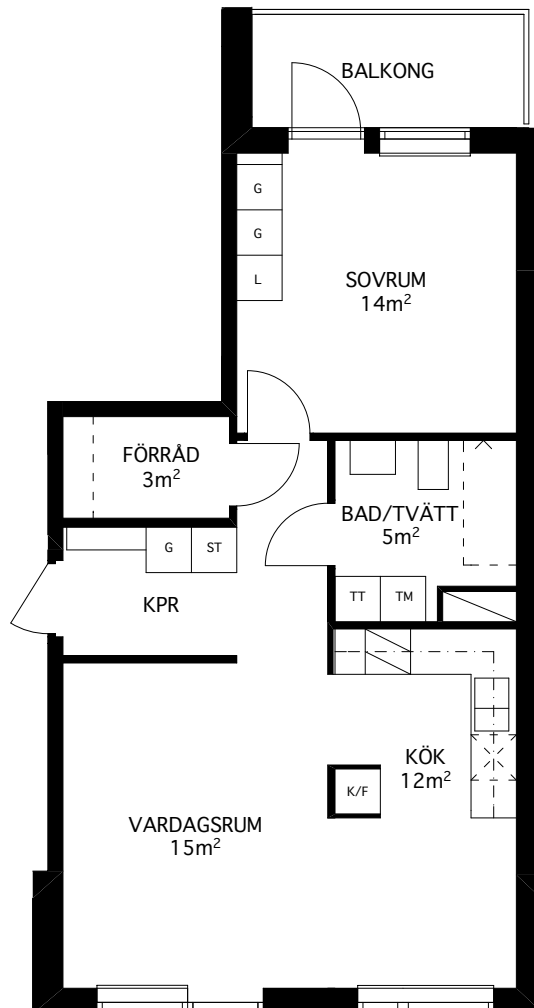 BALKONG
G
G
L
SOVRUM
14m²
FÖRRÅD
3m²
BAD/TVÄTT
5m²
G ST
KPR
TT TM
KÖK
12m²
K/F
VARDAGSRUM
15m²